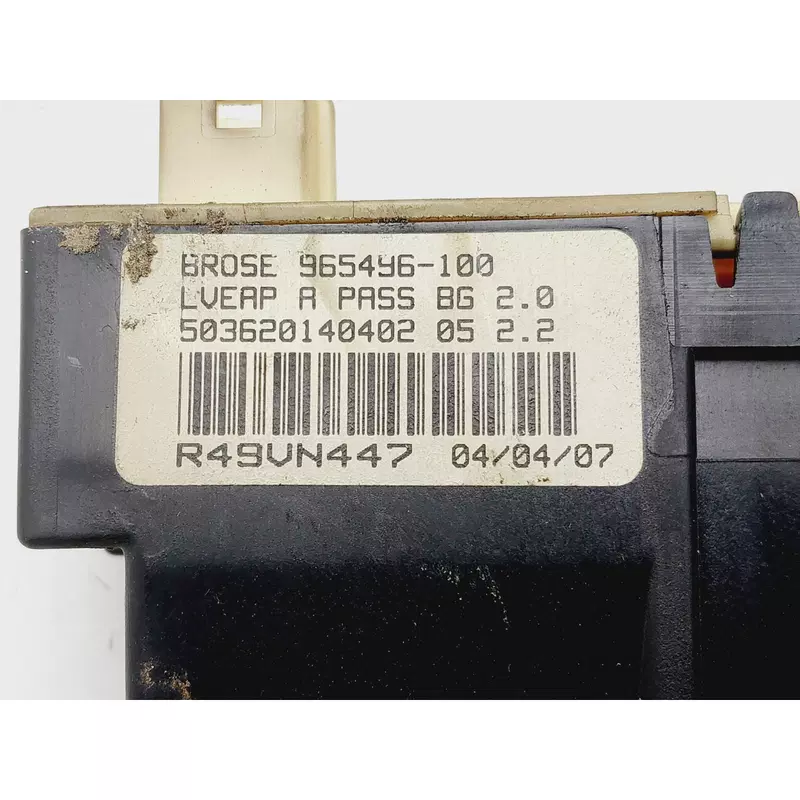 BROSE 965496-100
LVEAP A PASS BG 2.0
503620140402 05 2.2
R49VN447 04/04/07